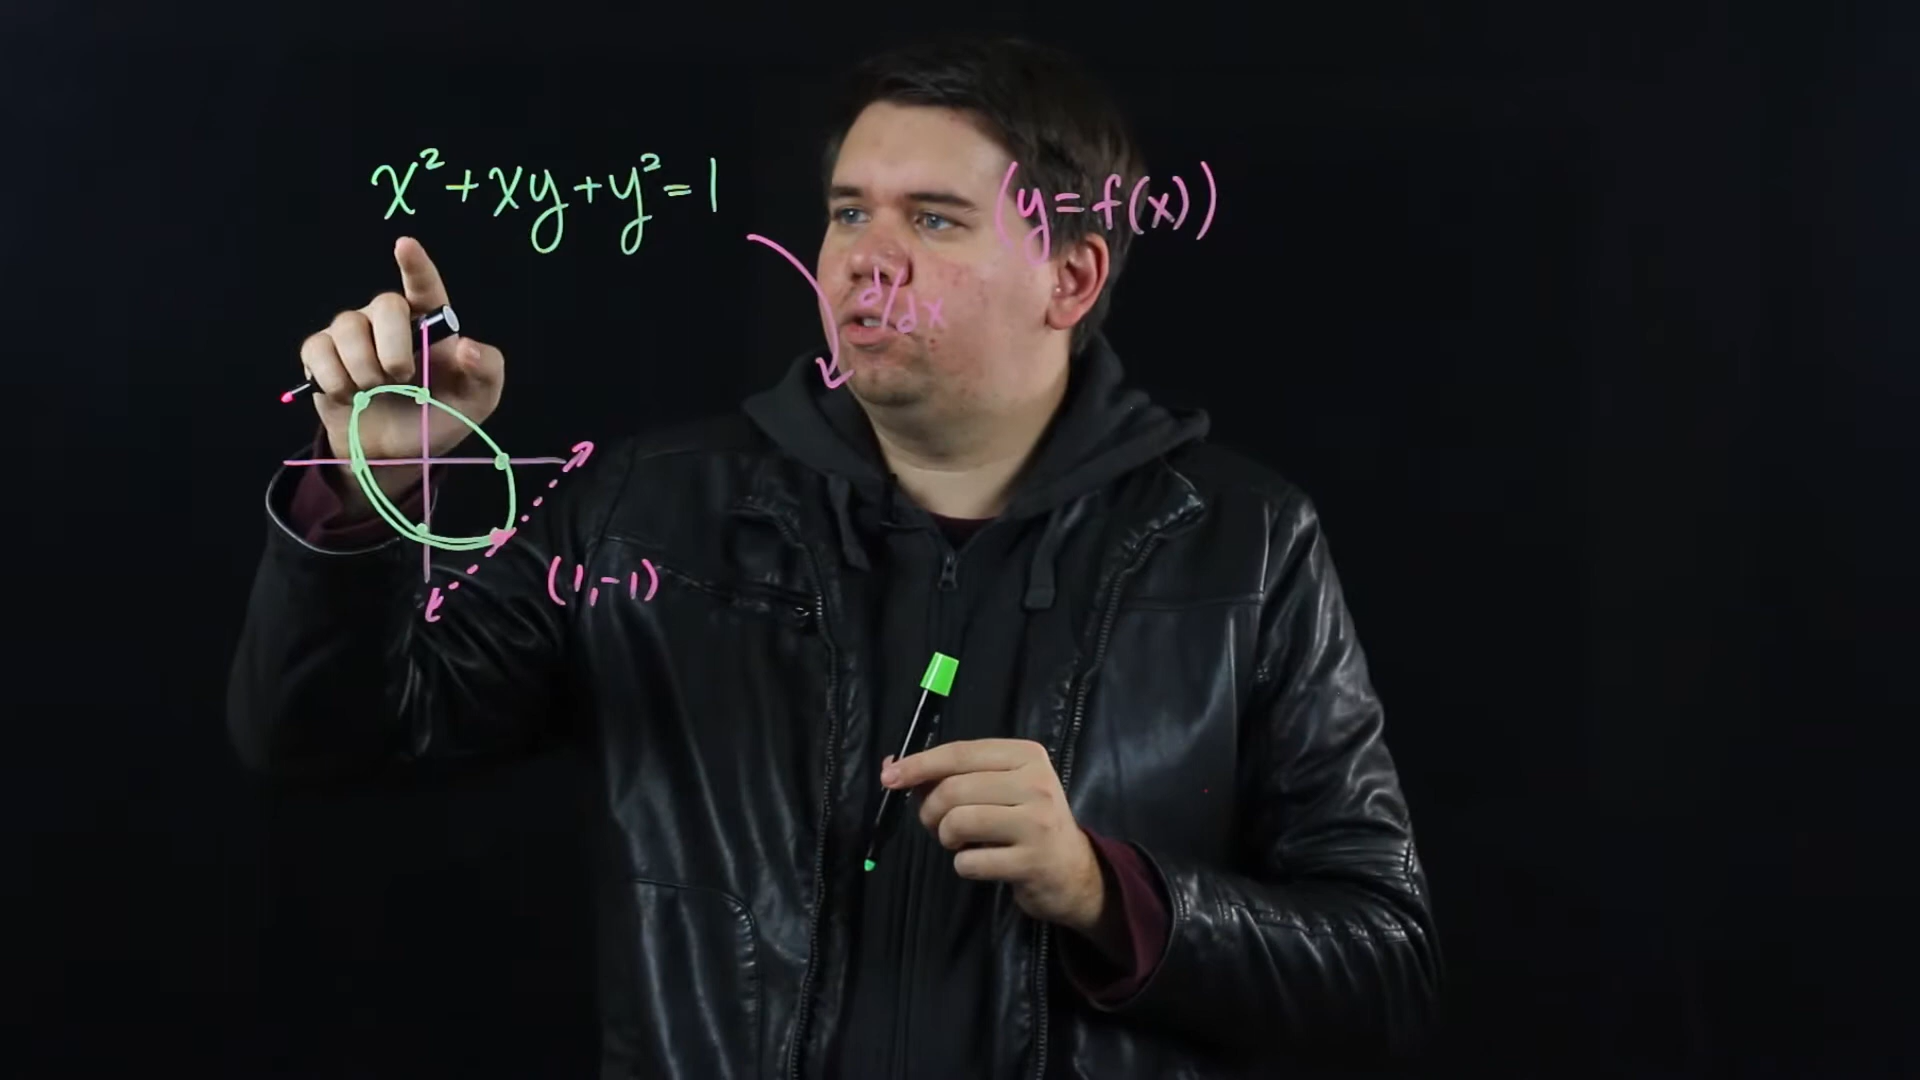 x²+xy+y²=1
(y=f(x))
d/dx
(1,-1)